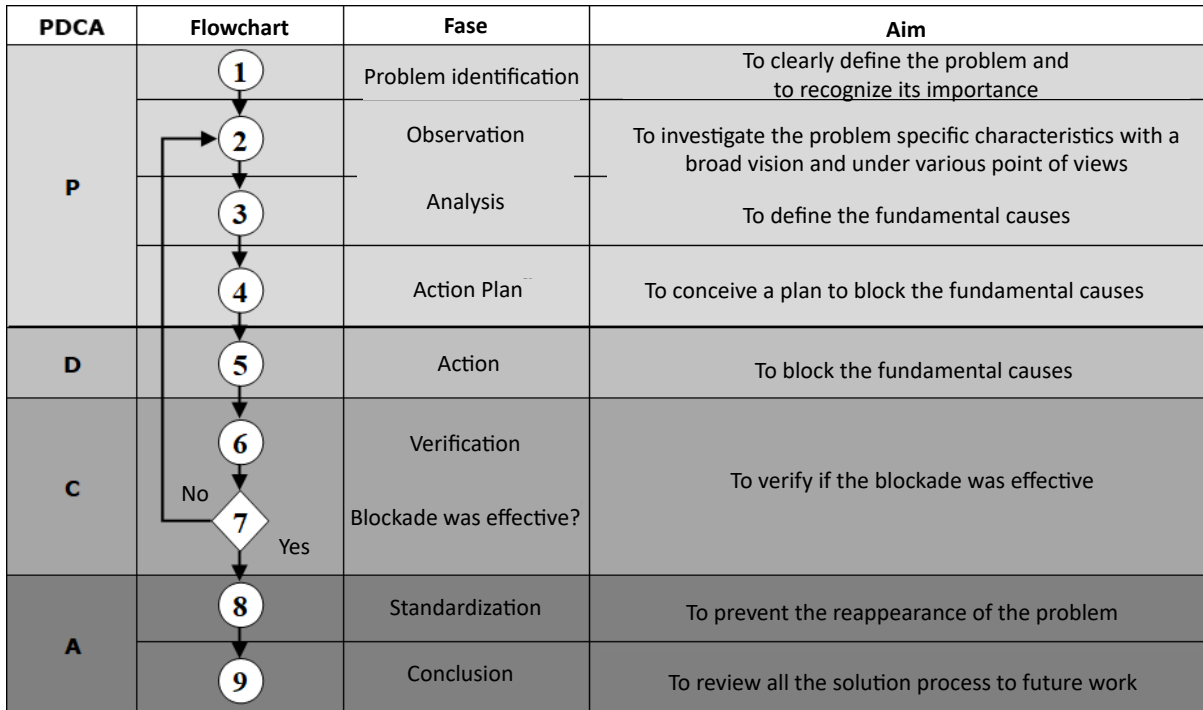 PDCA Flowchart Fase Aim
P
1 Problem identification To clearly define the problem and
to recognize its importance
2 Observation To investigate the problem specific characteristics with a
broad vision and under various point of views
3 Analysis To define the fundamental causes
4 Action Plan To conceive a plan to block the fundamental causes
D 5 Action To block the fundamental causes
C
6 Verification To verify if the blockade was effective
No
7 Blockade was effective?
Yes
A
8 Standardization To prevent the reappearance of the problem
9 Conclusion To review all the solution process to future work